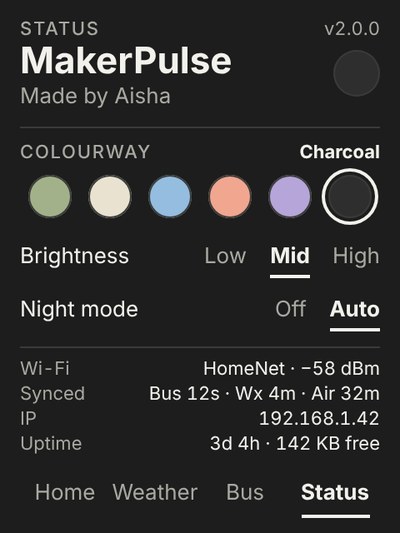 STATUS v2.0.0
MakerPulse
Made by Aisha
COLOURWAY Charcoal
Brightness Low Mid High
Night mode Off Auto
Wi-Fi HomeNet · −58 dBm
Synced Bus 12s · Wx 4m · Air 32m
IP 192.168.1.42
Uptime 3d 4h · 142 KB free
Home Weather Bus Status